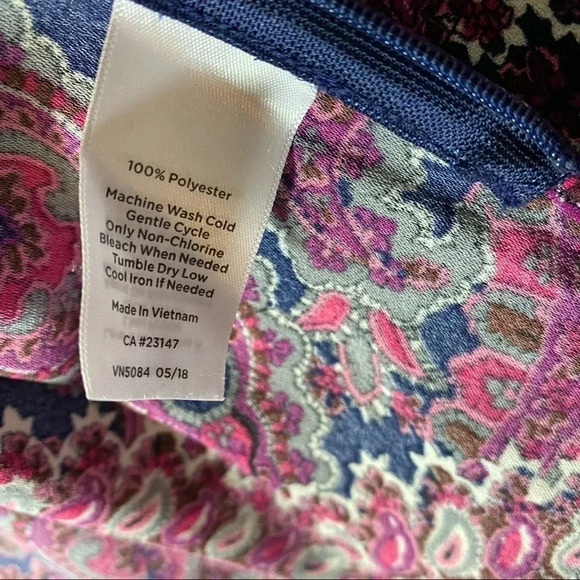 100% Polyester
Machine Wash Cold
Gentle Cycle
Only Non-Chlorine
Bleach When Needed
Tumble Dry Low
Cool Iron If Needed
Made In Vietnam
CA #23147
VN5084 05/18